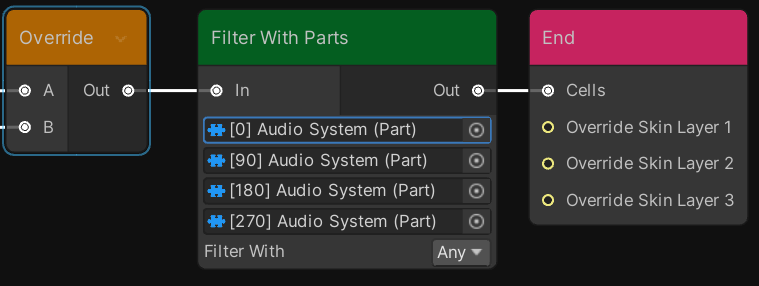 Override
A
Out
B
Filter With Parts
In
Out
[0] Audio System (Part)
[90] Audio System (Part)
[180] Audio System (Part)
[270] Audio System (Part)
Filter With
Any
End
Cells
Override Skin Layer 1
Override Skin Layer 2
Override Skin Layer 3